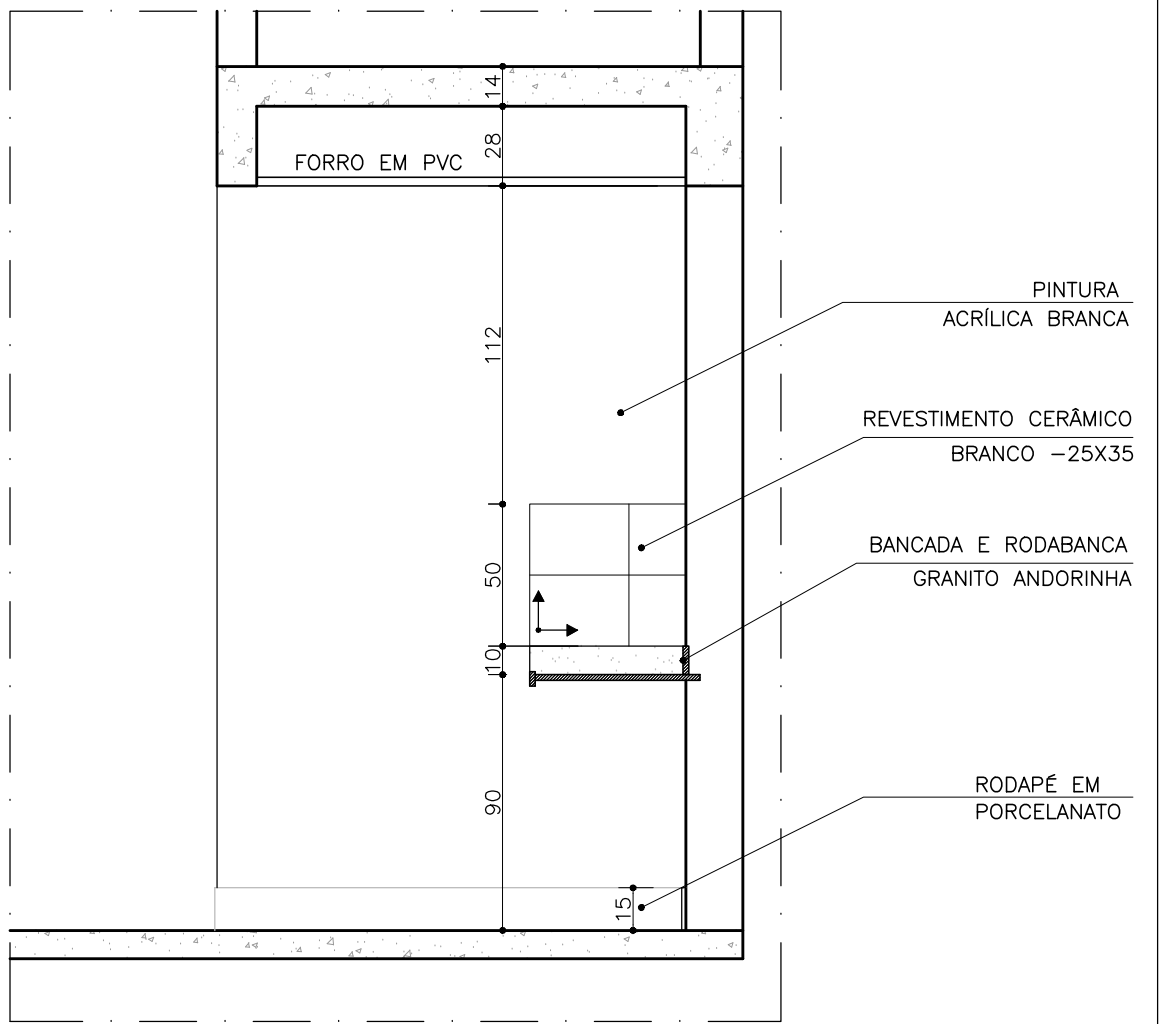 14
28
FORRO EM PVC
112
PINTURA
ACRÍLICA BRANCA
REVESTIMENTO CERÂMICO
BRANCO -25X35
50
BANCADA E RODABANCA
GRANITO ANDORINHA
10
90
RODAPÉ EM
PORCELANATO
15